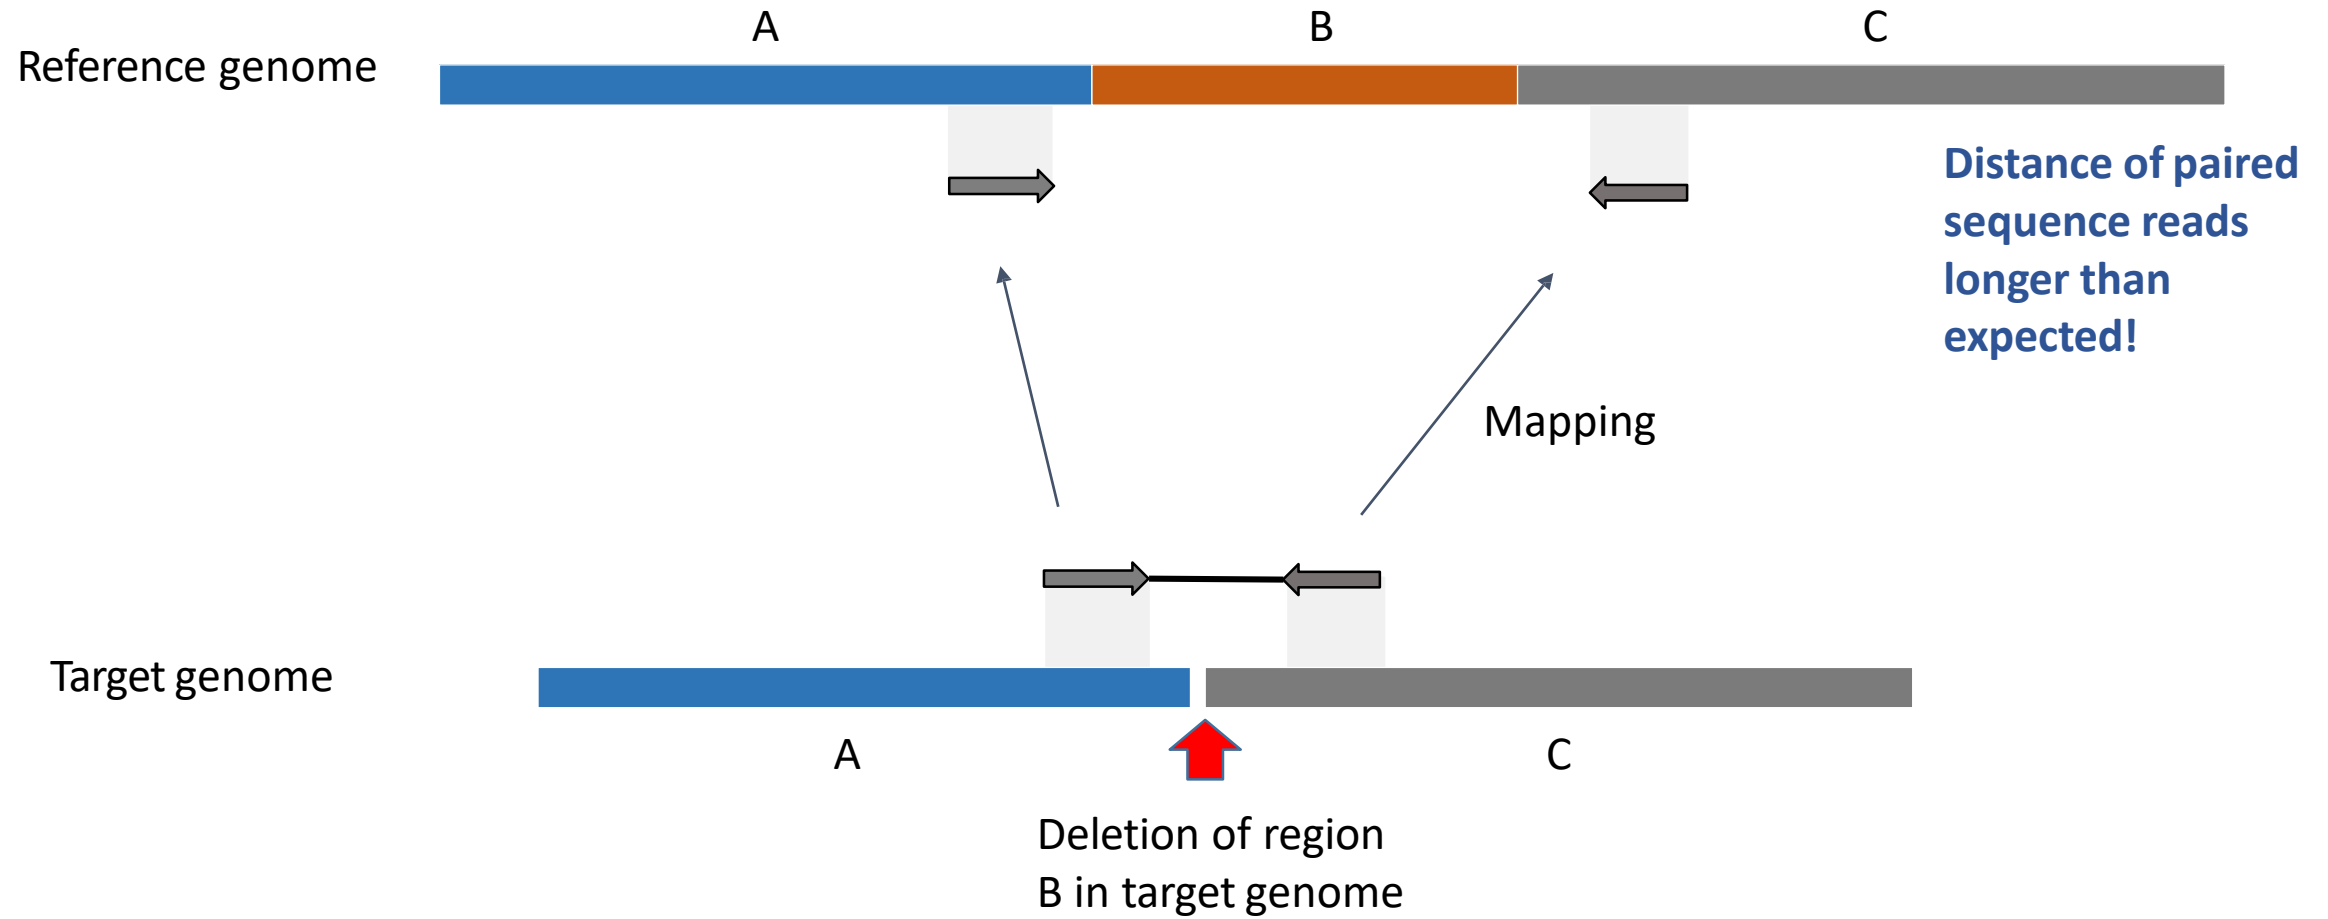 A
B
C
Reference genome
Distance of paired
sequence reads
longer than
expected!
Mapping
Target genome
A
C
Deletion of region
B in target genome